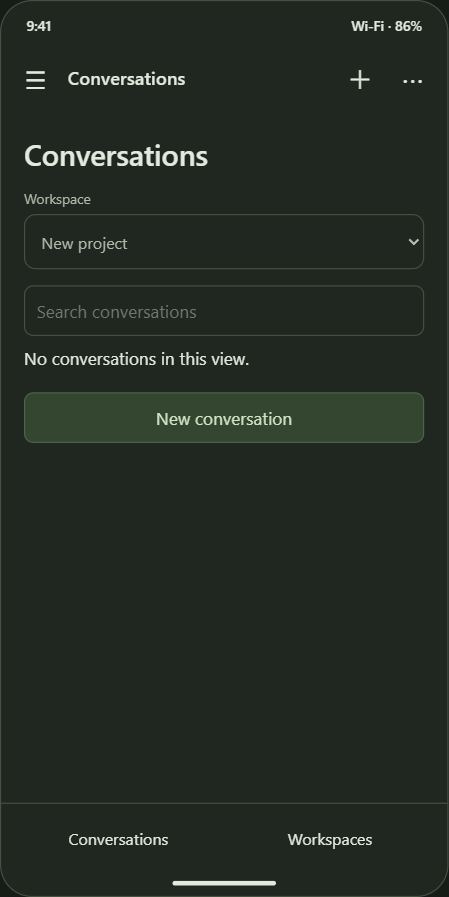 9:41 Wi-Fi · 86%
☰ Conversations + ...
Conversations
Workspace
New project
Search conversations
No conversations in this view.
New conversation
Conversations Workspaces